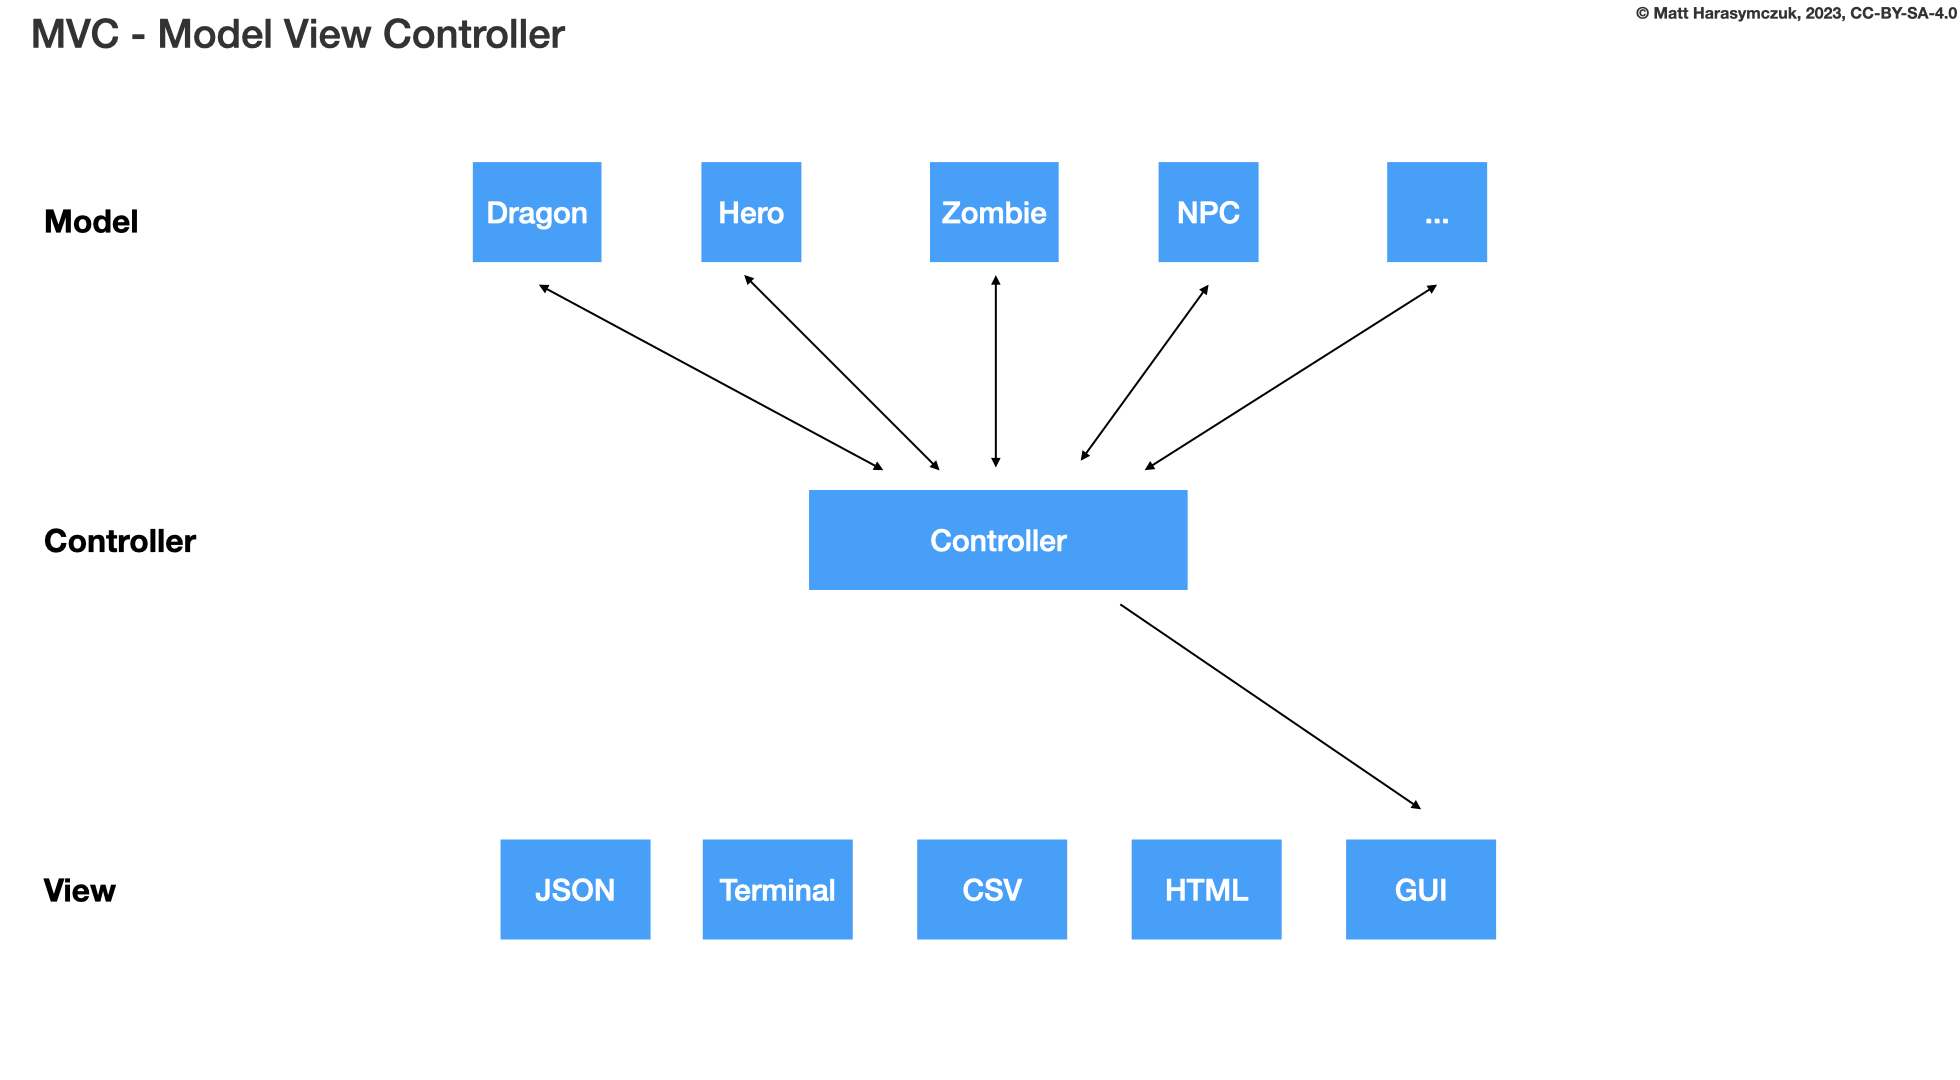 MVC - Model View Controller
© Matt Harasymczuk, 2023, CC-BY-SA-4.0
Model
Dragon
Hero
Zombie
NPC
...
Controller
Controller
View
JSON
Terminal
CSV
HTML
GUI